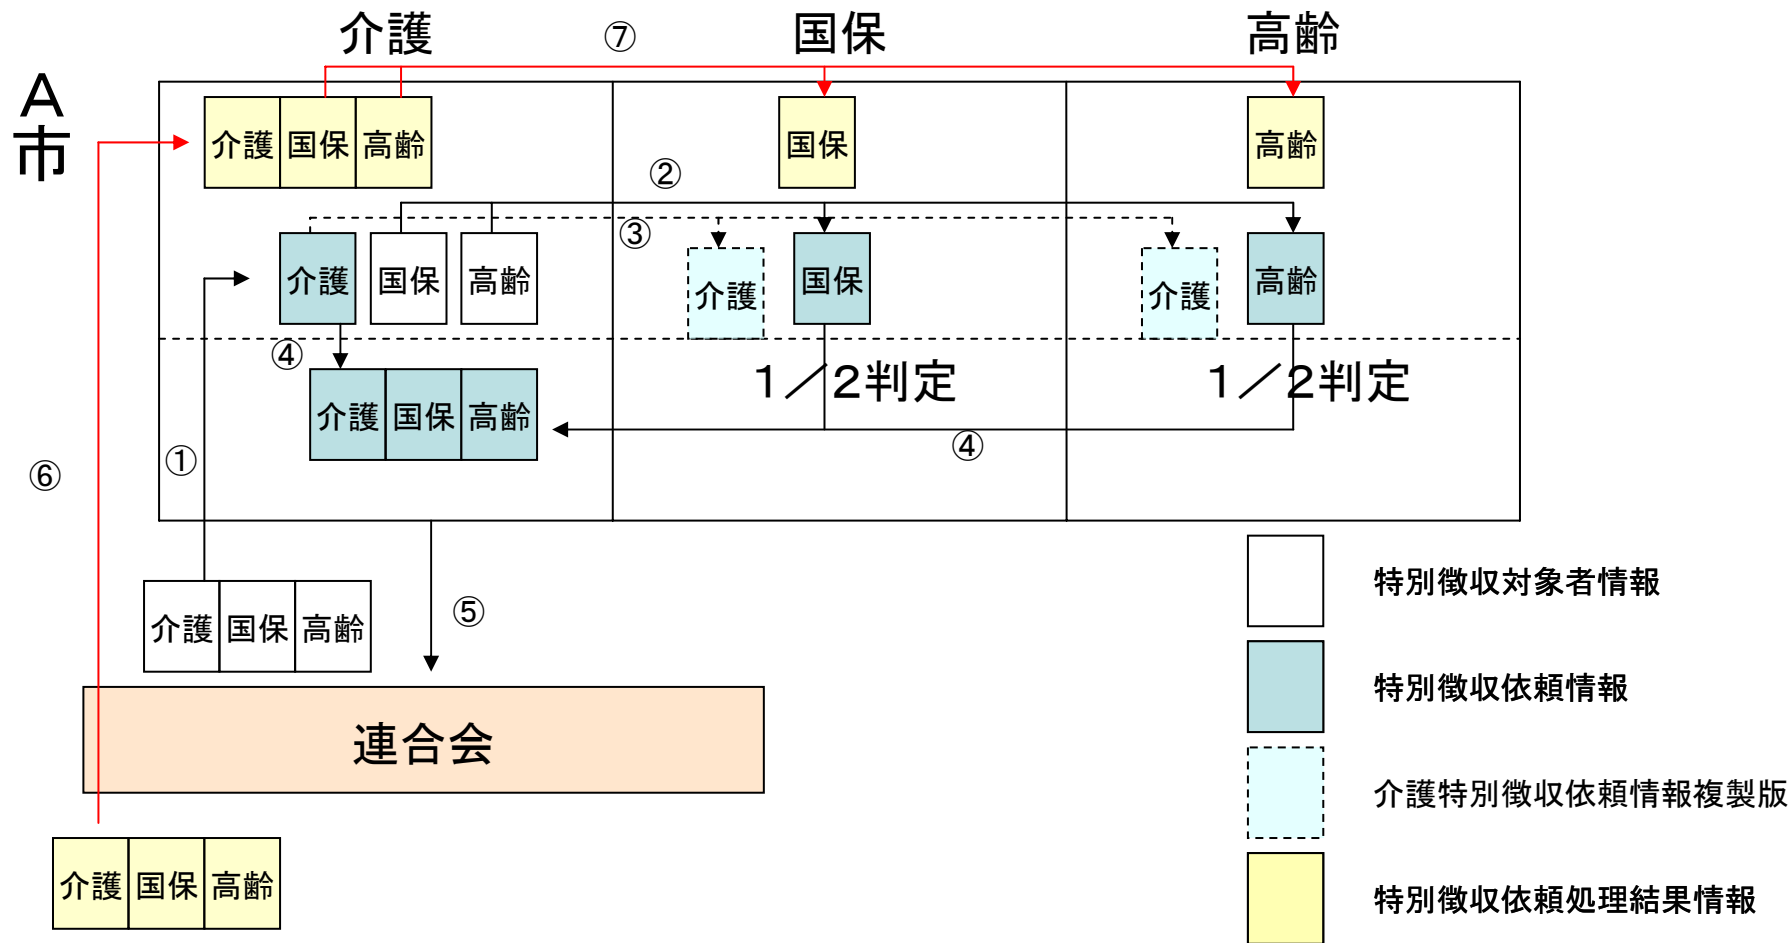 介護 ⑦ 国保 高齢
A市
介護 国保 高齢 国保 高齢
②
③
介護 国保 高齢 介護 国保 介護 高齢
④ 1／2判定 1／2判定
介護 国保 高齢
④
①
⑥
特別徴収対象者情報
⑤
介護 国保 高齢
特別徴収依頼情報
連合会
介護特別徴収依頼情報複製版
介護 国保 高齢
特別徴収依頼処理結果情報